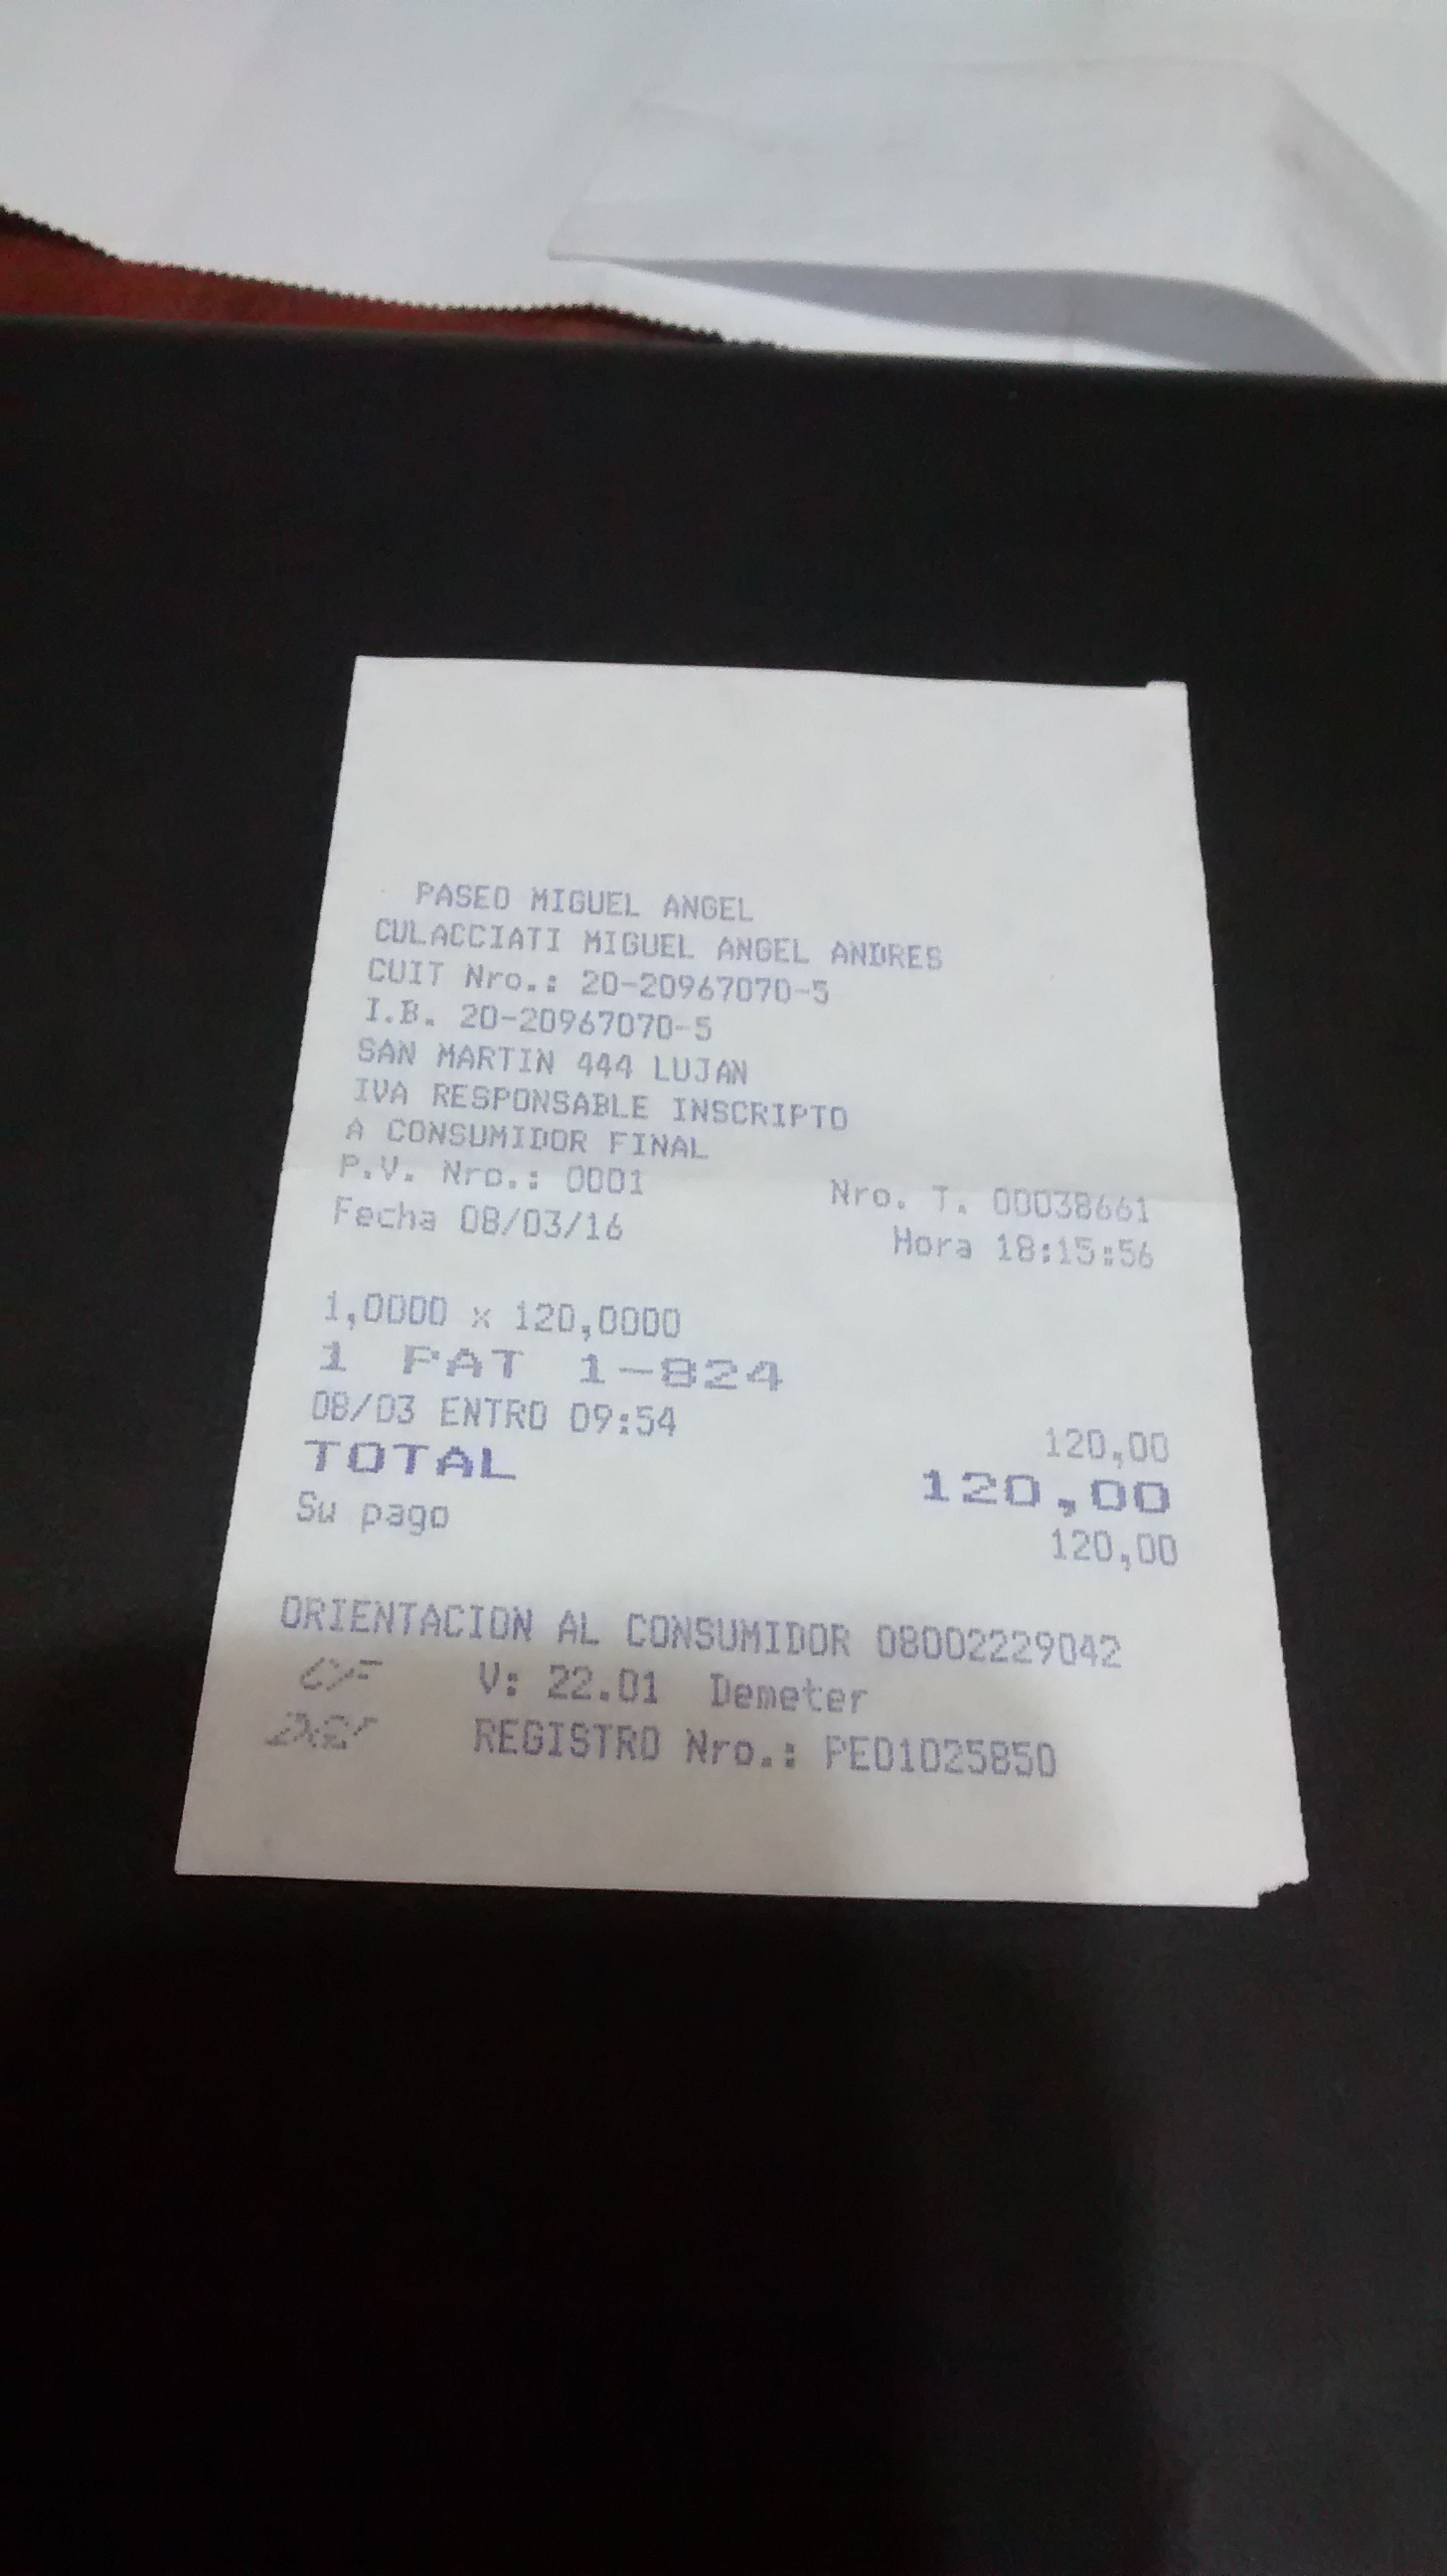 PASEO MIGUEL ANGEL
CULACCIATI MIGUEL ANGEL ANDRES
CUIT Nro.: 20-20967070-5
I.B. 20-20967070-5
SAN MARTIN 444 LUJAN
IVA RESPONSABLE INSCRIPTO
A CONSUMIDOR FINAL
P.V. Nro.: 0001 Nro. T. 00038661
Fecha 08/03/16 Hora 18:15:56
1,0000 x 120,0000
1 PAT 1-824
08/03 ENTRO 09:54 120,00
TOTAL 120,00
Su pago 120,00
ORIENTACION AL CONSUMIDOR 08002229042
CF V: 22.01 Demeter
REGISTRO Nro.: PE01025850